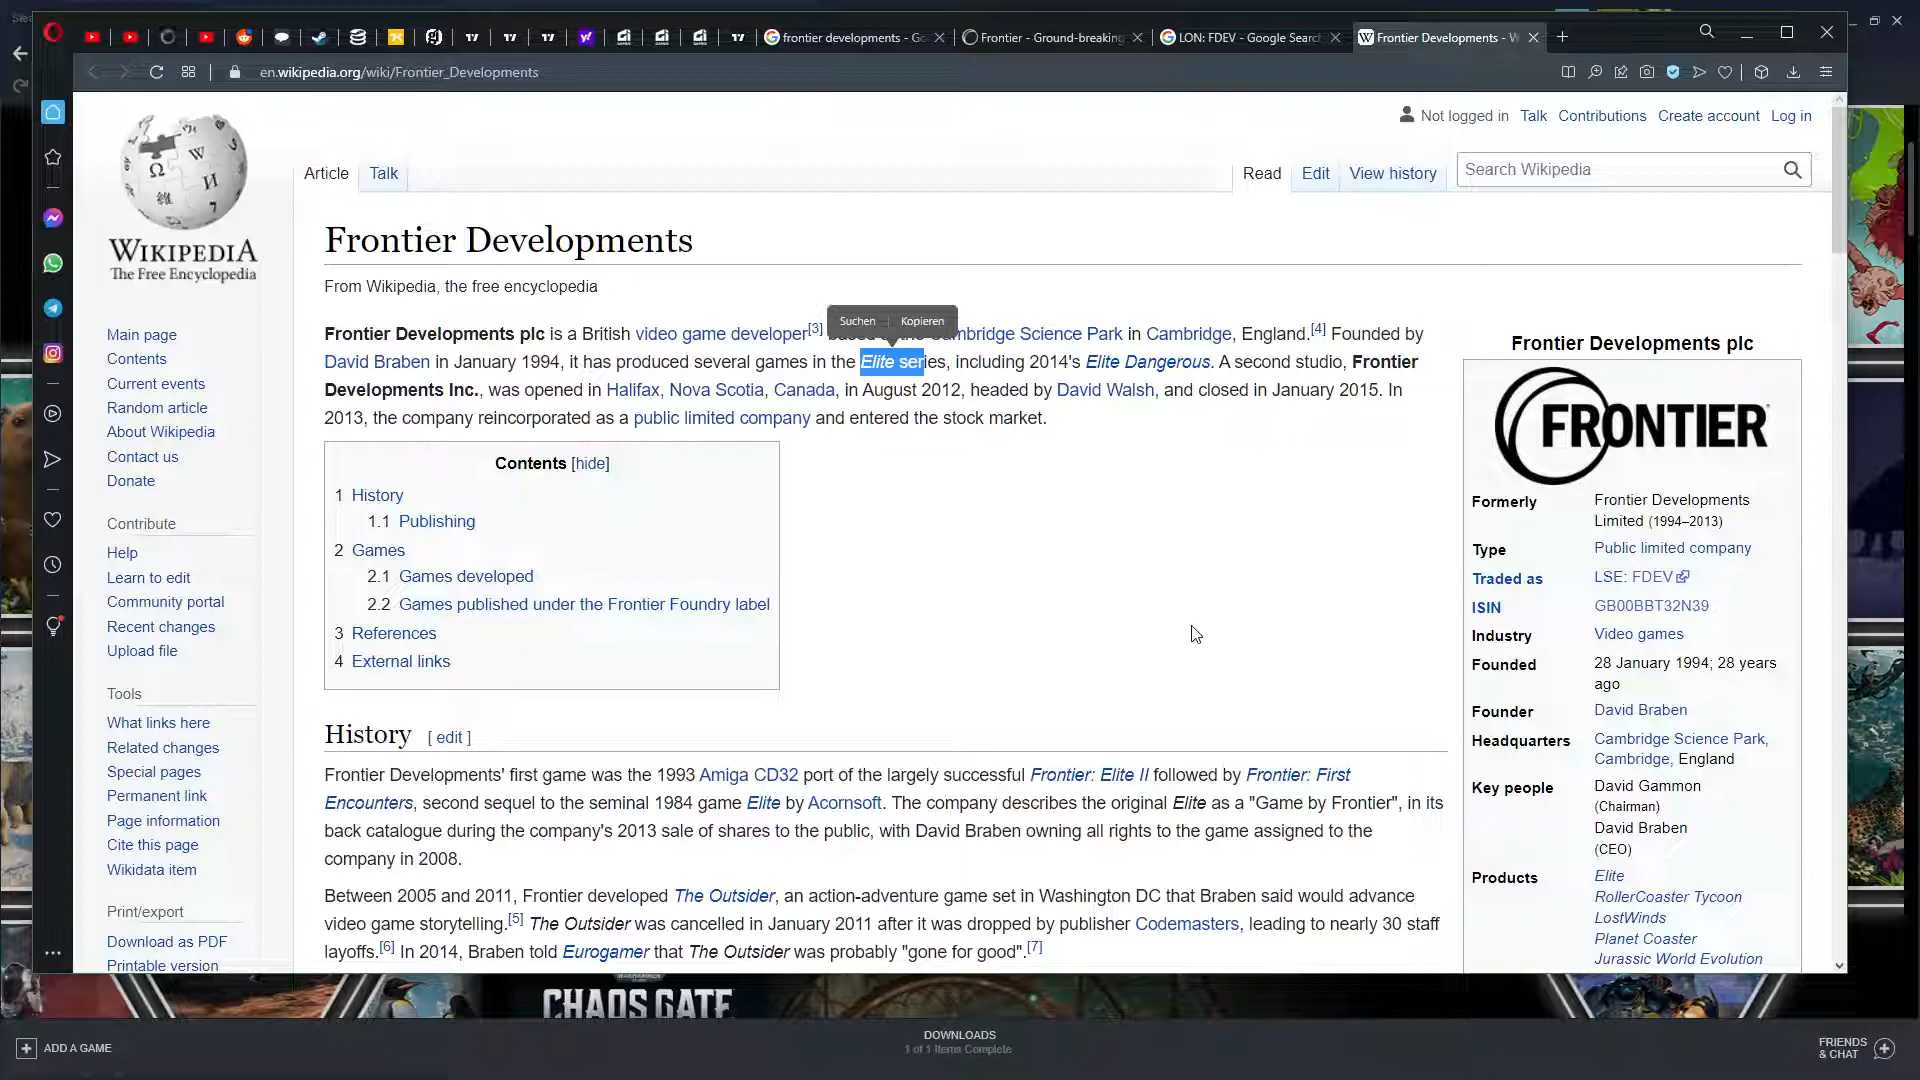 frontier developments - Go
Frontier - Ground-breaking
LON: FDEV - Google Search
Frontier Developments - W
en.wikipedia.org/wiki/Frontier_Developments
Not logged in Talk Contributions Create account Log in
WIKIPEDIA
The Free Encyclopedia
Article Talk
Read Edit View history
Search Wikipedia
Frontier Developments
From Wikipedia, the free encyclopedia
Suchen Kopieren
Frontier Developments plc is a British video game developer[3] based at the Cambridge Science Park in Cambridge, England.[4] Founded by
David Braben in January 1994, it has produced several games in the Elite series, including 2014's Elite Dangerous. A second studio, Frontier
Developments Inc., was opened in Halifax, Nova Scotia, Canada, in August 2012, headed by David Walsh, and closed in January 2015. In
2013, the company reincorporated as a public limited company and entered the stock market.
Contents [hide]
1 History
1.1 Publishing
2 Games
2.1 Games developed
2.2 Games published under the Frontier Foundry label
3 References
4 External links
History [ edit ]
Frontier Developments' first game was the 1993 Amiga CD32 port of the largely successful Frontier: Elite II followed by Frontier: First
Encounters, second sequel to the seminal 1984 game Elite by Acornsoft. The company describes the original Elite as a "Game by Frontier", in its
back catalogue during the company's 2013 sale of shares to the public, with David Braben owning all rights to the game assigned to the
company in 2008.
Between 2005 and 2011, Frontier developed The Outsider, an action-adventure game set in Washington DC that Braben said would advance
video game storytelling.[5] The Outsider was cancelled in January 2011 after it was dropped by publisher Codemasters, leading to nearly 30 staff
layoffs.[6] In 2014, Braben told Eurogamer that The Outsider was probably "gone for good".[7]
Main page
Contents
Current events
Random article
About Wikipedia
Contact us
Donate
Contribute
Help
Learn to edit
Community portal
Recent changes
Upload file
Tools
What links here
Related changes
Special pages
Permanent link
Page information
Cite this page
Wikidata item
Print/export
Download as PDF
Printable version
Frontier Developments plc
FRONTIER
Formerly Frontier Developments
Limited (1994–2013)
Type Public limited company
Traded as LSE: FDEV
ISIN GB00BBT32N39
Industry Video games
Founded 28 January 1994; 28 years
ago
Founder David Braben
Headquarters Cambridge Science Park,
Cambridge, England
Key people David Gammon
(Chairman)
David Braben
(CEO)
Products Elite
RollerCoaster Tycoon
LostWinds
Planet Coaster
Jurassic World Evolution
CHAOS GATE
ADD A GAME
DOWNLOADS
1 of 1 Items Complete
FRIENDS
& CHAT